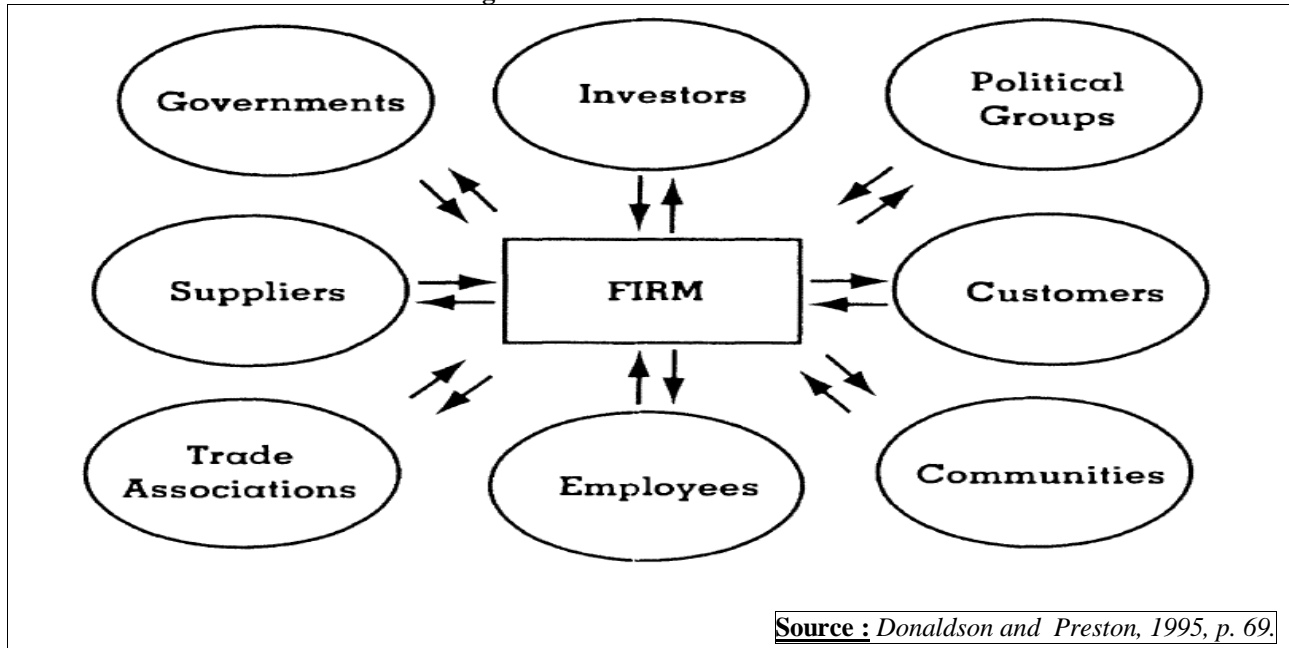 Governments
Investors
Political
Groups
Suppliers
FIRM
Customers
Trade
Associations
Employees
Communities
Source : Donaldson and Preston, 1995, p. 69.